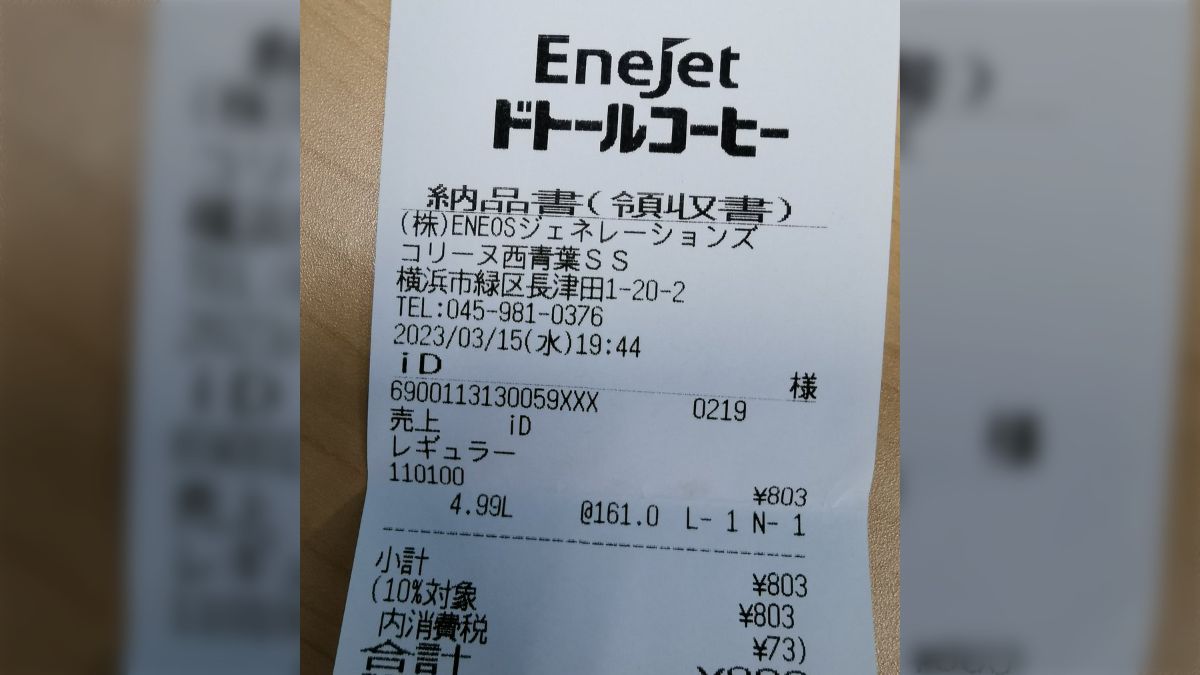 Enejet
ドトールコーヒー
納品書(領収書)
(株)ENEOSジェネレーションズ
コリーヌ西青葉SS
横浜市緑区長津田1-20-2
TEL:045-981-0376
2023/03/15(水)19:44
iD 様
6900113130059XXX 0219
売上 iD
レギュラー
110100 ¥803
4.99L @161.0 L- 1 N- 1
小計 ¥803
(10%対象 ¥803
内消費税 ¥73)
合計